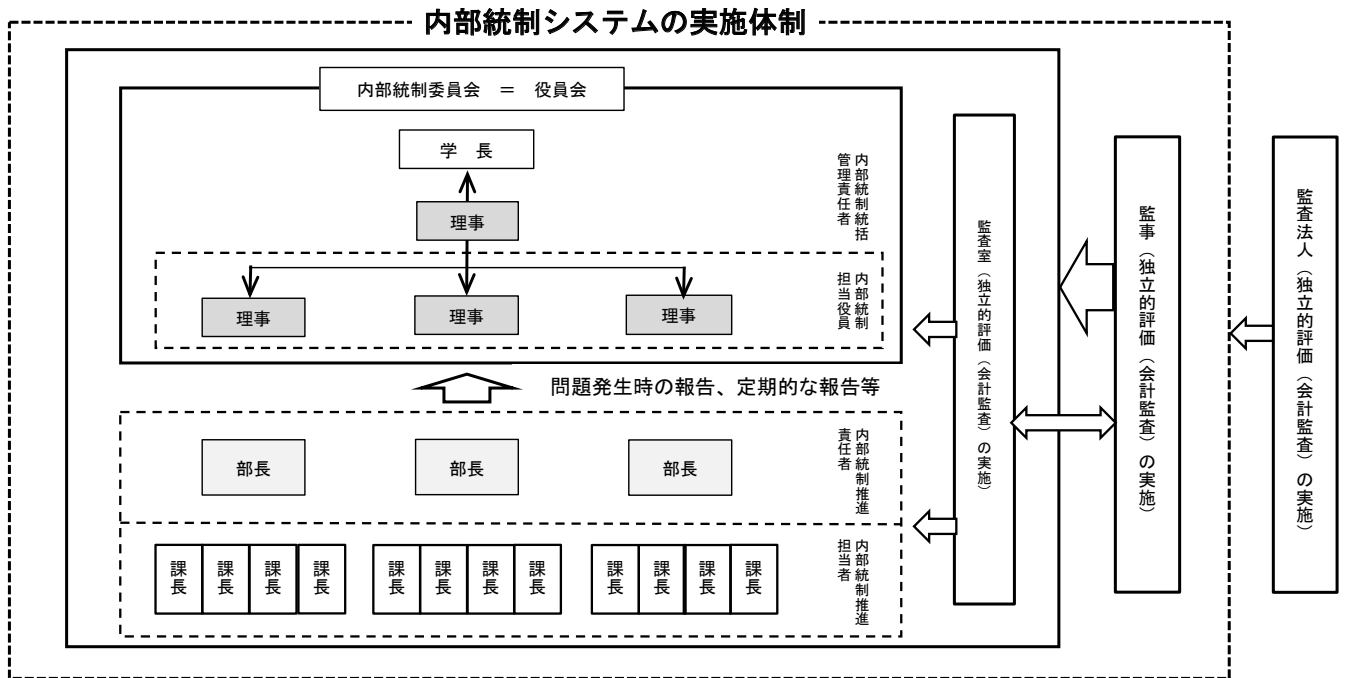 内部統制システムの実施体制
内部統制委員会 = 役員会
学 長
理事
内部統制統括
管理責任者
理事
理事
理事
内部統制
担当役員
問題発生時の報告、定期的な報告等
部長
部長
部長
内部統制推進
責任者
課長
課長
課長
課長
課長
課長
課長
課長
課長
課長
課長
課長
内部統制推進
担当者
監査室(独立的評価(会計監査)の実施)
監事(独立的評価(会計監査)の実施)
監査法人(独立的評価(会計監査)の実施)